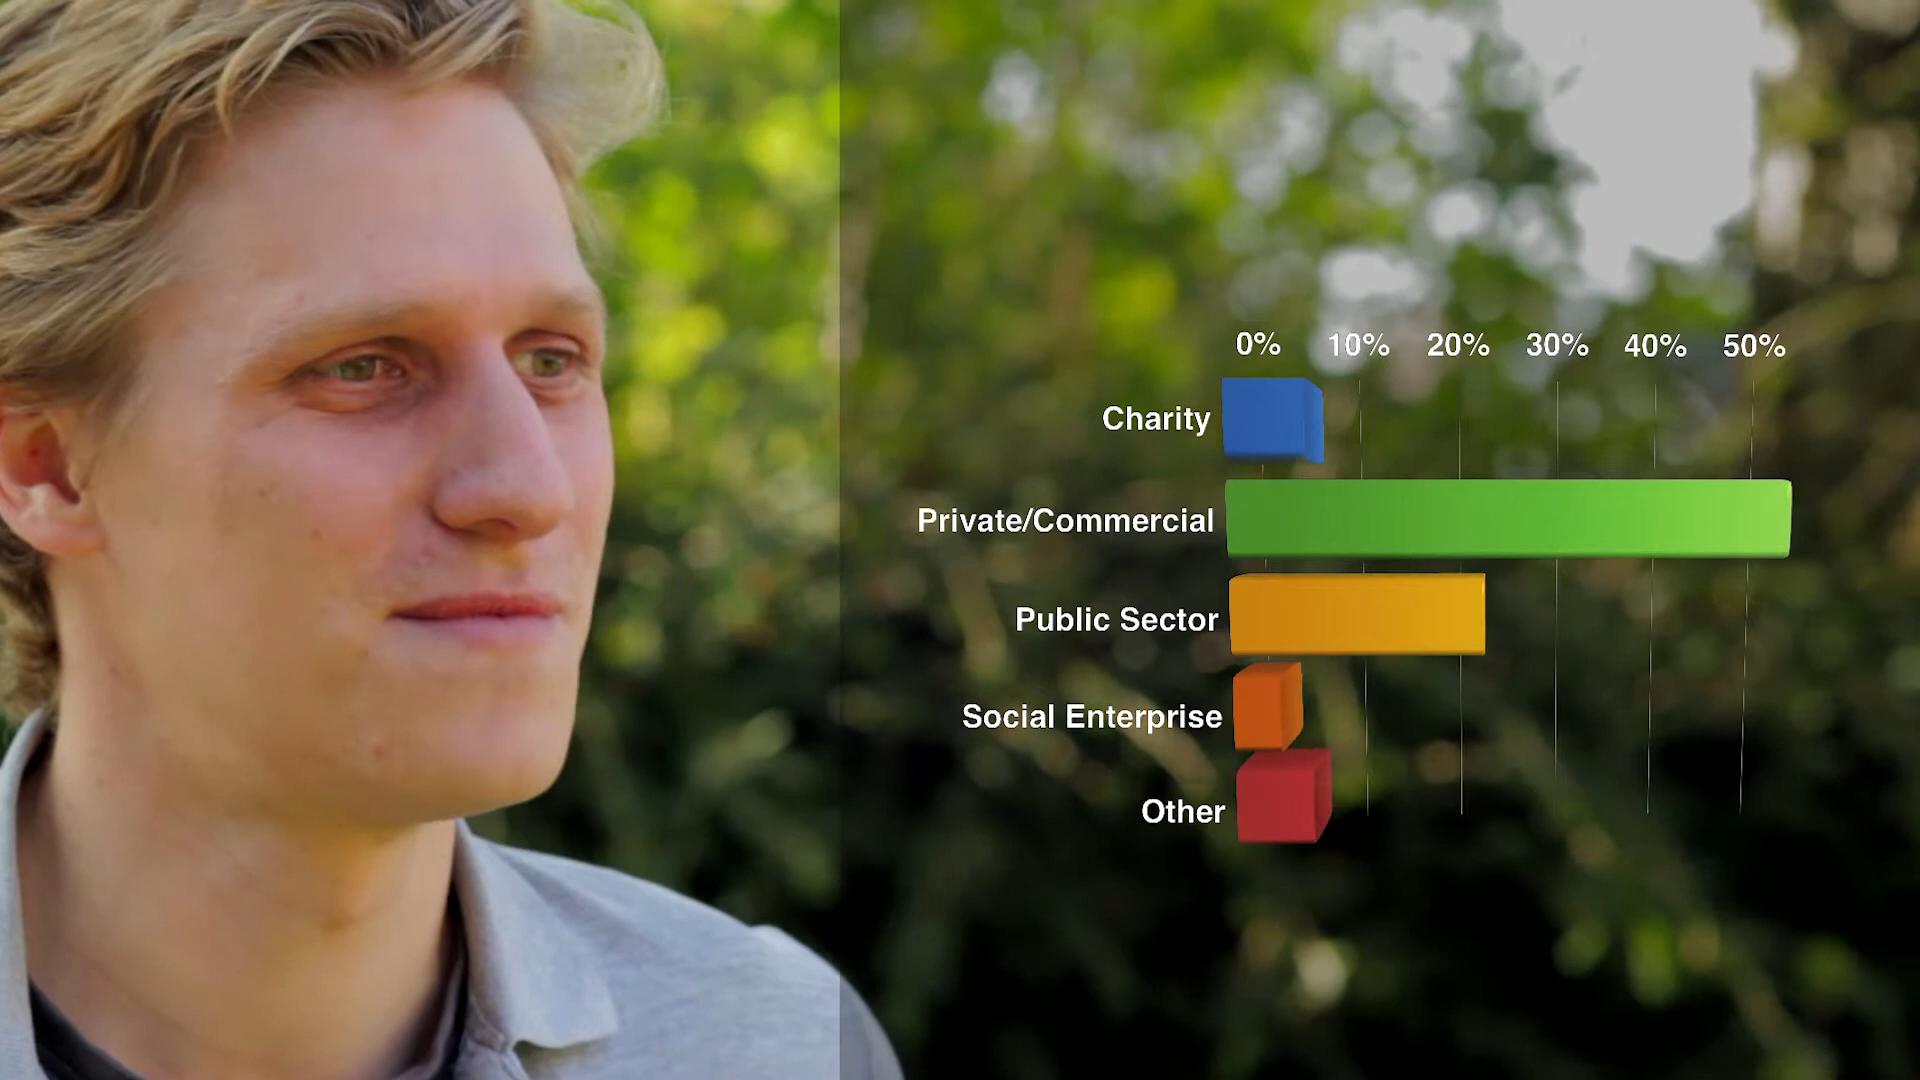 0% 10% 20% 30% 40% 50%
Charity
Private/Commercial
Public Sector
Social Enterprise
Other